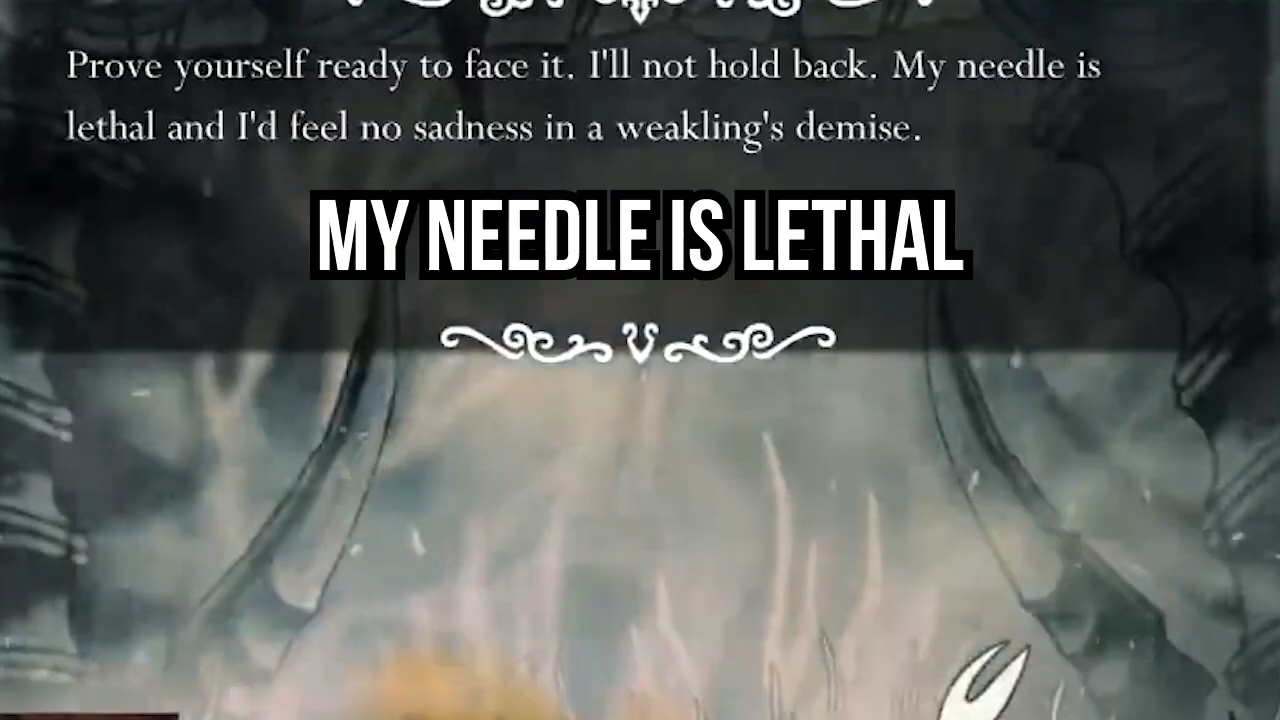 Prove yourself ready to face it. I'll not hold back. My needle is
lethal and I'd feel no sadness in a weakling's demise.
MY NEEDLE IS LETHAL